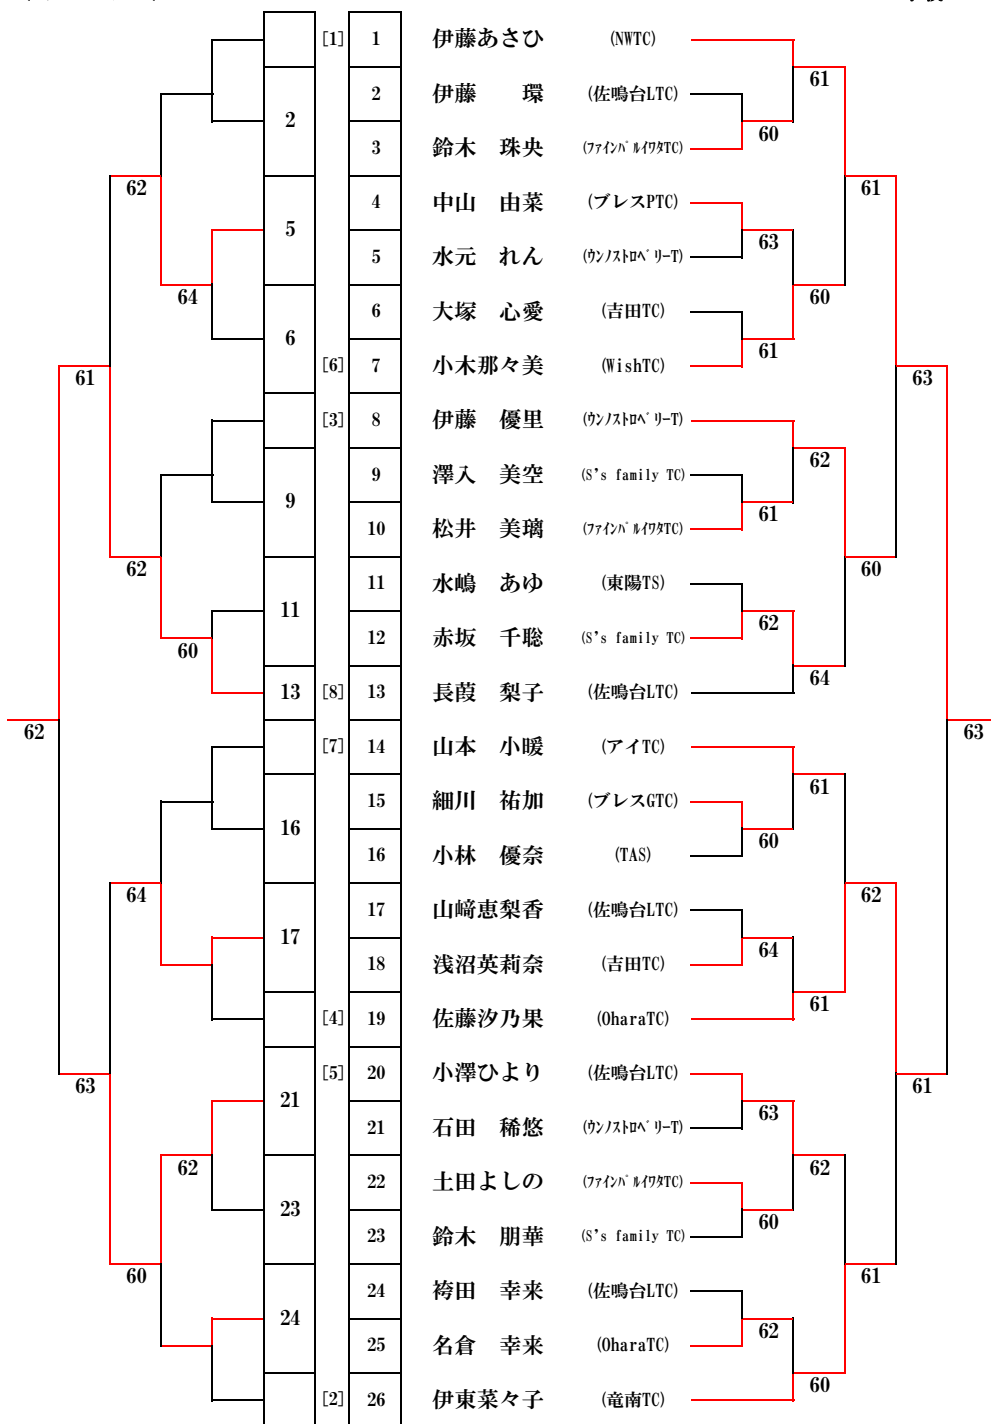 [1] 1 伊藤あさひ (NWTC)
61
2 伊藤 環 (佐鳴台LTC)
2
60
3 鈴木 珠央 (ファインバルイワタTC)
62
61
4 中山 由菜 (ブレスPTC)
5
63
5 水元 れん (ウンノストロベリーT)
64
60
6 大塚 心愛 (吉田TC)
6
61
[6] 7 小木那々美 (WishTC)
61
63
[3] 8 伊藤 優里 (ウンノストロベリーT)
62
9 澤入 美空 (S's family TC)
9
61
10 松井 美璃 (ファインバルイワタTC)
62
60
11 水嶋 あゆ (東陽TS)
11
62
12 赤坂 千聡 (S's family TC)
60
64
13 [8] 13 長葭 梨子 (佐鳴台LTC)
62
63
[7] 14 山本 小暖 (アイTC)
61
15 細川 祐加 (ブレスGTC)
16
60
16 小林 優奈 (TAS)
64
62
17 山﨑恵梨香 (佐鳴台LTC)
17
64
18 浅沼英莉奈 (吉田TC)
61
[4] 19 佐藤汐乃果 (OharaTC)
63
61
[5] 20 小澤ひより (佐鳴台LTC)
21
63
21 石田 稀悠 (ウンノストロベリーT)
62
62
22 土田よしの (ファインバルイワタTC)
23
60
23 鈴木 朋華 (S's family TC)
60
61
24 袴田 幸来 (佐鳴台LTC)
24
62
25 名倉 幸来 (OharaTC)
60
[2] 26 伊東菜々子 (竜南TC)